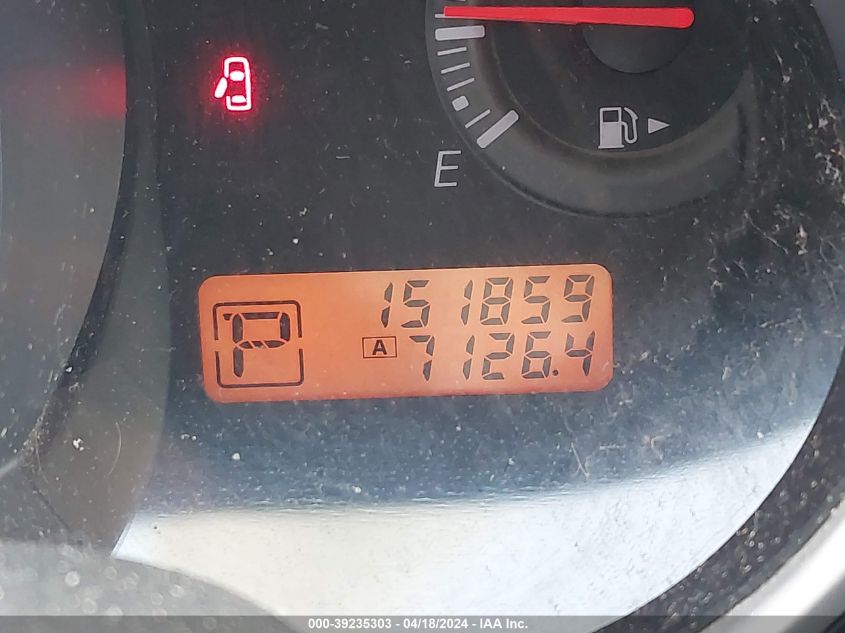 E
151859
P
A 7126.4
000-39235303 - 04/18/2024 - IAA Inc.